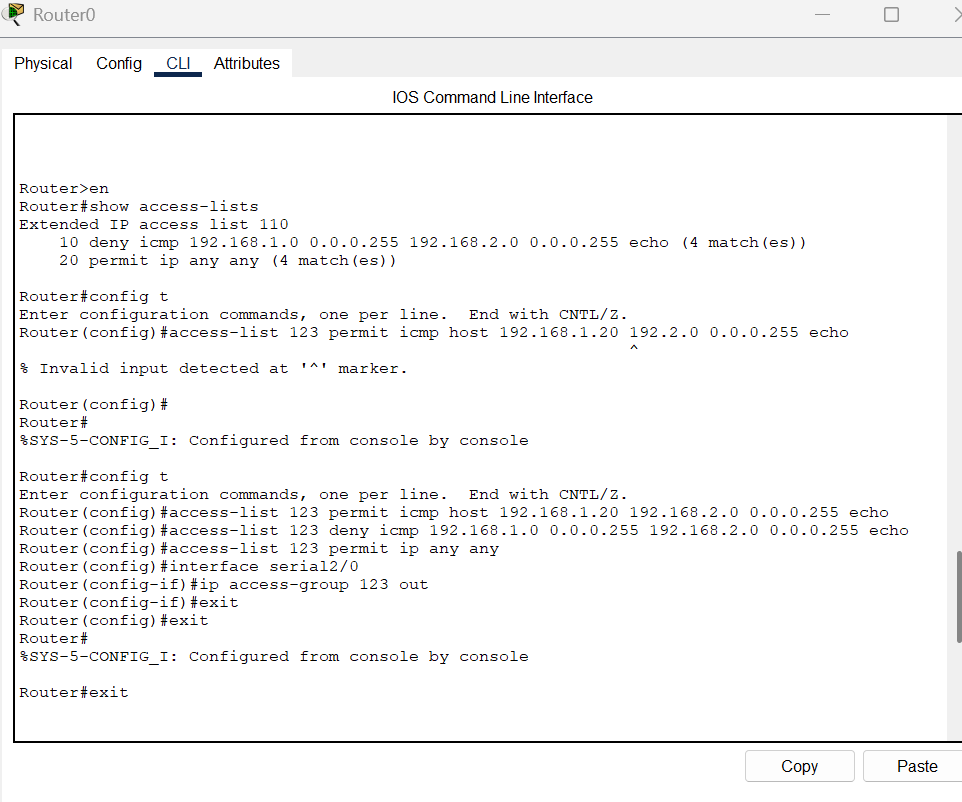 Router0
Physical Config CLI Attributes
IOS Command Line Interface
Router>en
Router#show access-lists
Extended IP access list 110
    10 deny icmp 192.168.1.0 0.0.0.255 192.168.2.0 0.0.0.255 echo (4 match(es))
    20 permit ip any any (4 match(es))
Router#config t
Enter configuration commands, one per line.  End with CNTL/Z.
Router(config)#access-list 123 permit icmp host 192.168.1.20 192.2.0 0.0.0.255 echo
^
% Invalid input detected at '^' marker.
Router(config)#
Router#
%SYS-5-CONFIG_I: Configured from console by console
Router#config t
Enter configuration commands, one per line.  End with CNTL/Z.
Router(config)#access-list 123 permit icmp host 192.168.1.20 192.168.2.0 0.0.0.255 echo
Router(config)#access-list 123 deny icmp 192.168.1.0 0.0.0.255 192.168.2.0 0.0.0.255 echo
Router(config)#access-list 123 permit ip any any
Router(config)#interface serial2/0
Router(config-if)#ip access-group 123 out
Router(config-if)#exit
Router(config)#exit
Router#
%SYS-5-CONFIG_I: Configured from console by console
Router#exit
Copy Paste